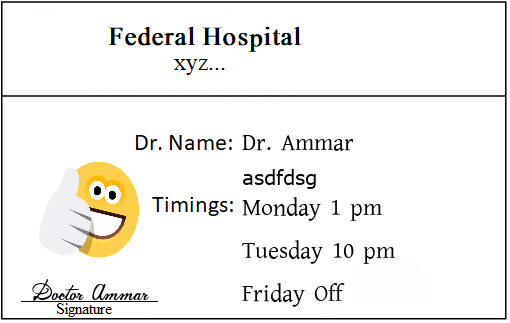 Federal Hospital
xyz...
Dr. Name: Dr. Ammar
asdfdsg
Timings: Monday 1 pm
Tuesday 10 pm
Friday Off
Doctor Ammar
Signature